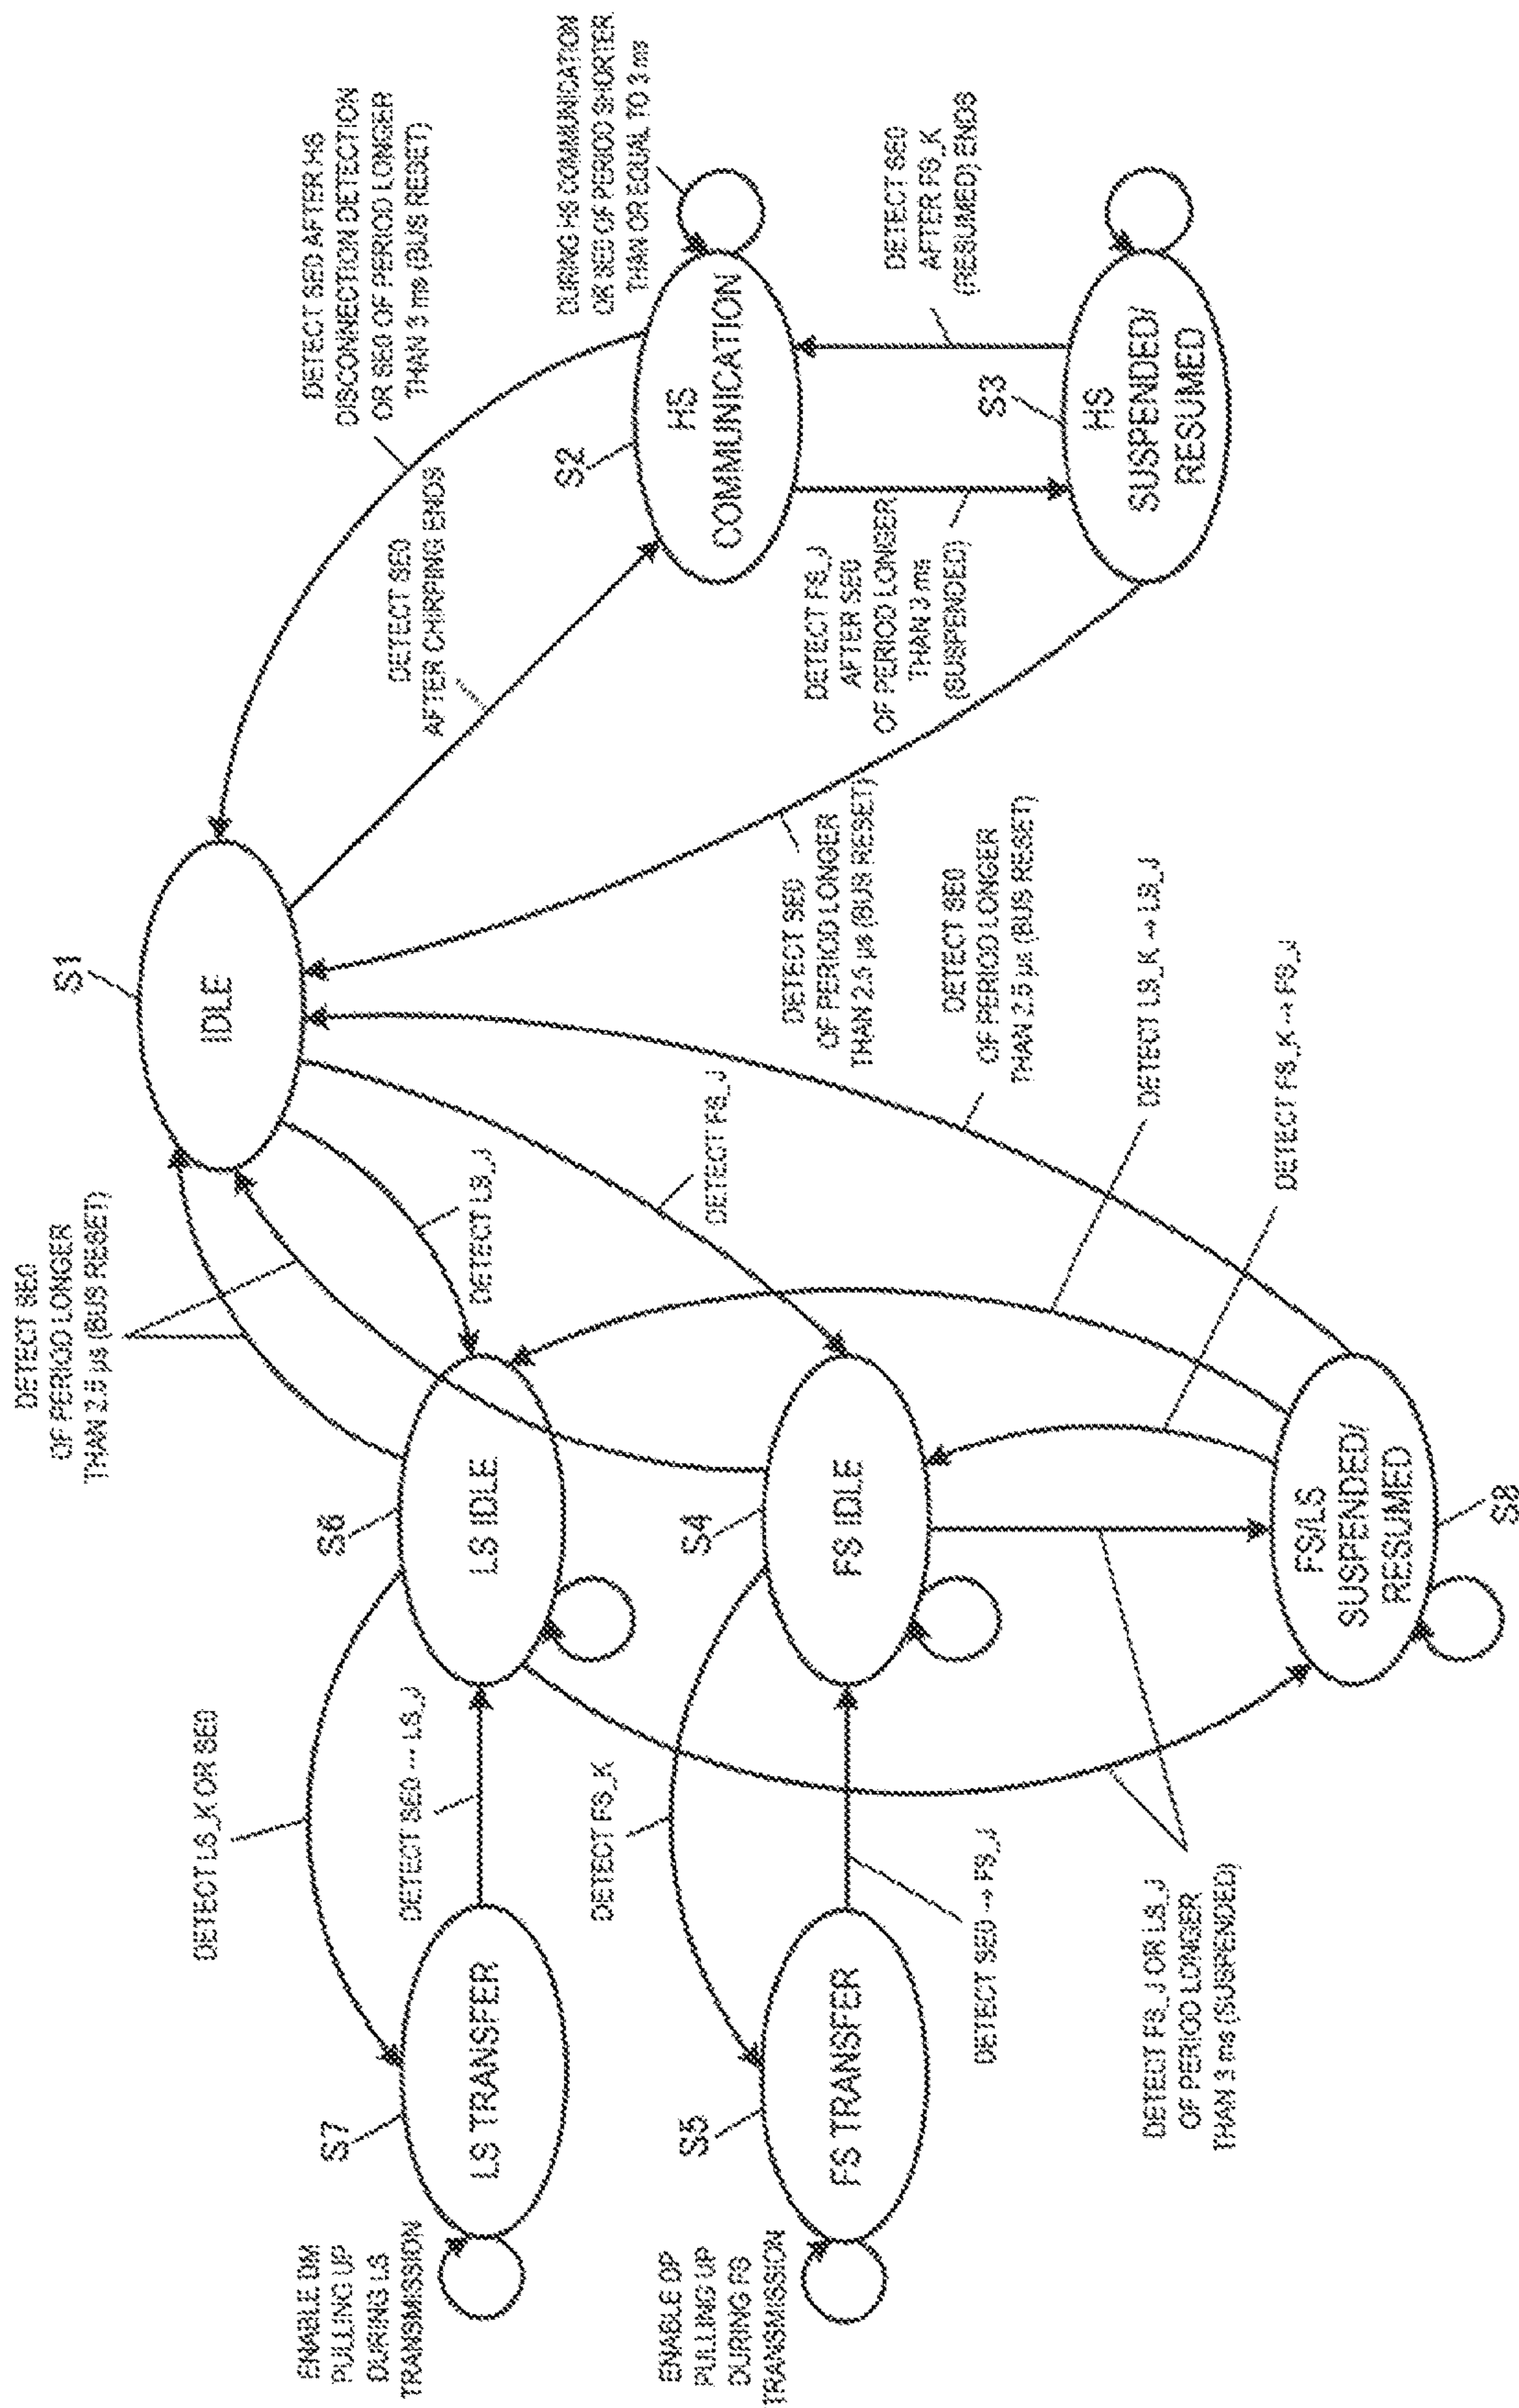 S1
IDLE
DETECT SE0
OF PERIOD LONGER
THAN 2.5 µs (BUS RESET)
DETECT SE0 AFTER HS
DISCONNECTION DETECTION
OR SE0 OF PERIOD LONGER
THAN 3 ms (BUS RESET)
DETECT SE0
AFTER CHIRPING ENDS
DURING HS COMMUNICATION
OR SE0 OF PERIOD SHORTER
THAN OR EQUAL TO 3 ms
S2
HS
COMMUNICATION
DETECT SE0
AFTER FS_K
(RESUMED) ENDS
DETECT FS_J
AFTER SE0
OF PERIOD LONGER
THAN 3 ms
(SUSPENDED)
S3
HS
SUSPENDED/
RESUMED
DETECT SE0
OF PERIOD LONGER
THAN 2.5 µs (BUS RESET)
DETECT SE0
OF PERIOD LONGER
THAN 2.5 µs (BUS RESET)
DETECT LS_J
DETECT FS_J
DETECT LS_K → LS_J
DETECT FS_K → FS_J
S6
LS IDLE
S4
FS IDLE
FS/LS
SUSPENDED/
RESUMED
S8
DETECT LS_K OR SE0
DETECT SE0 → LS_J
DETECT FS_K
DETECT SE0 → FS_J
DETECT FS_J OR LS_J
OF PERIOD LONGER
THAN 3 ms (SUSPENDED)
S7
LS TRANSFER
S5
FS TRANSFER
ENABLE DM
PULLING UP
DURING LS
TRANSMISSION
ENABLE DP
PULLING UP
DURING FS
TRANSMISSION